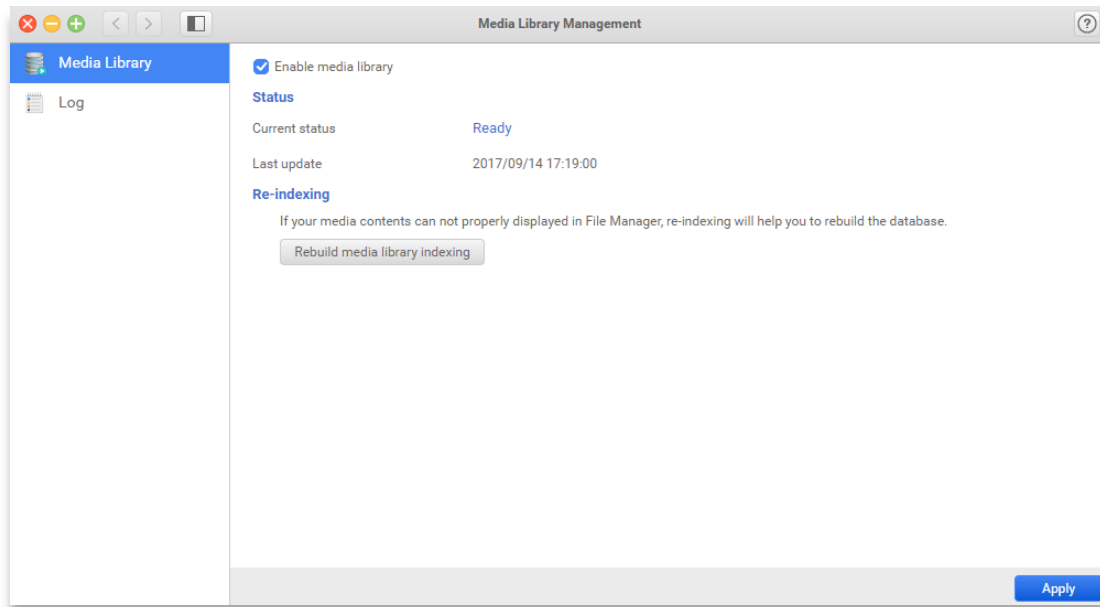 Media Library Management
?
Media Library
Log
Enable media library
Status
Current status Ready
Last update 2017/09/14 17:19:00
Re-indexing
If your media contents can not properly displayed in File Manager, re-indexing will help you to rebuild the database.
Rebuild media library indexing
Apply